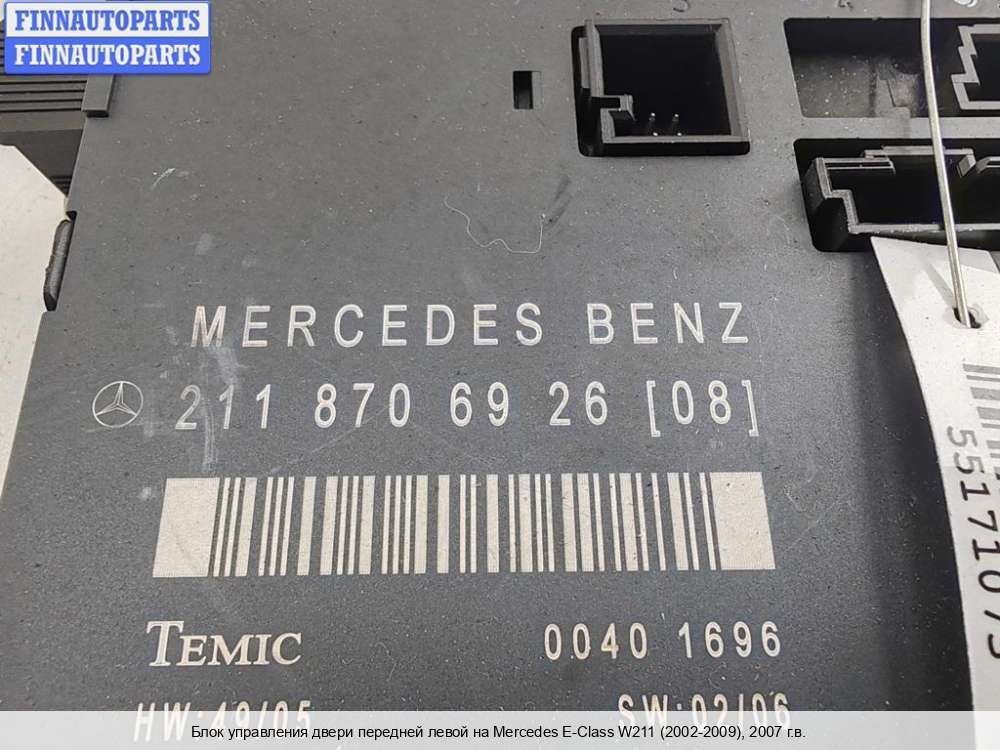 FINNAUTOPARTS
FINNAUTOPARTS
MERCEDES BENZ
211 870 69 26 [08]
TEMIC 0040 1696
HW:49/05 SW:02/06
Блок управления двери передней левой на Mercedes E-Class W211 (2002-2009), 2007 г.в.